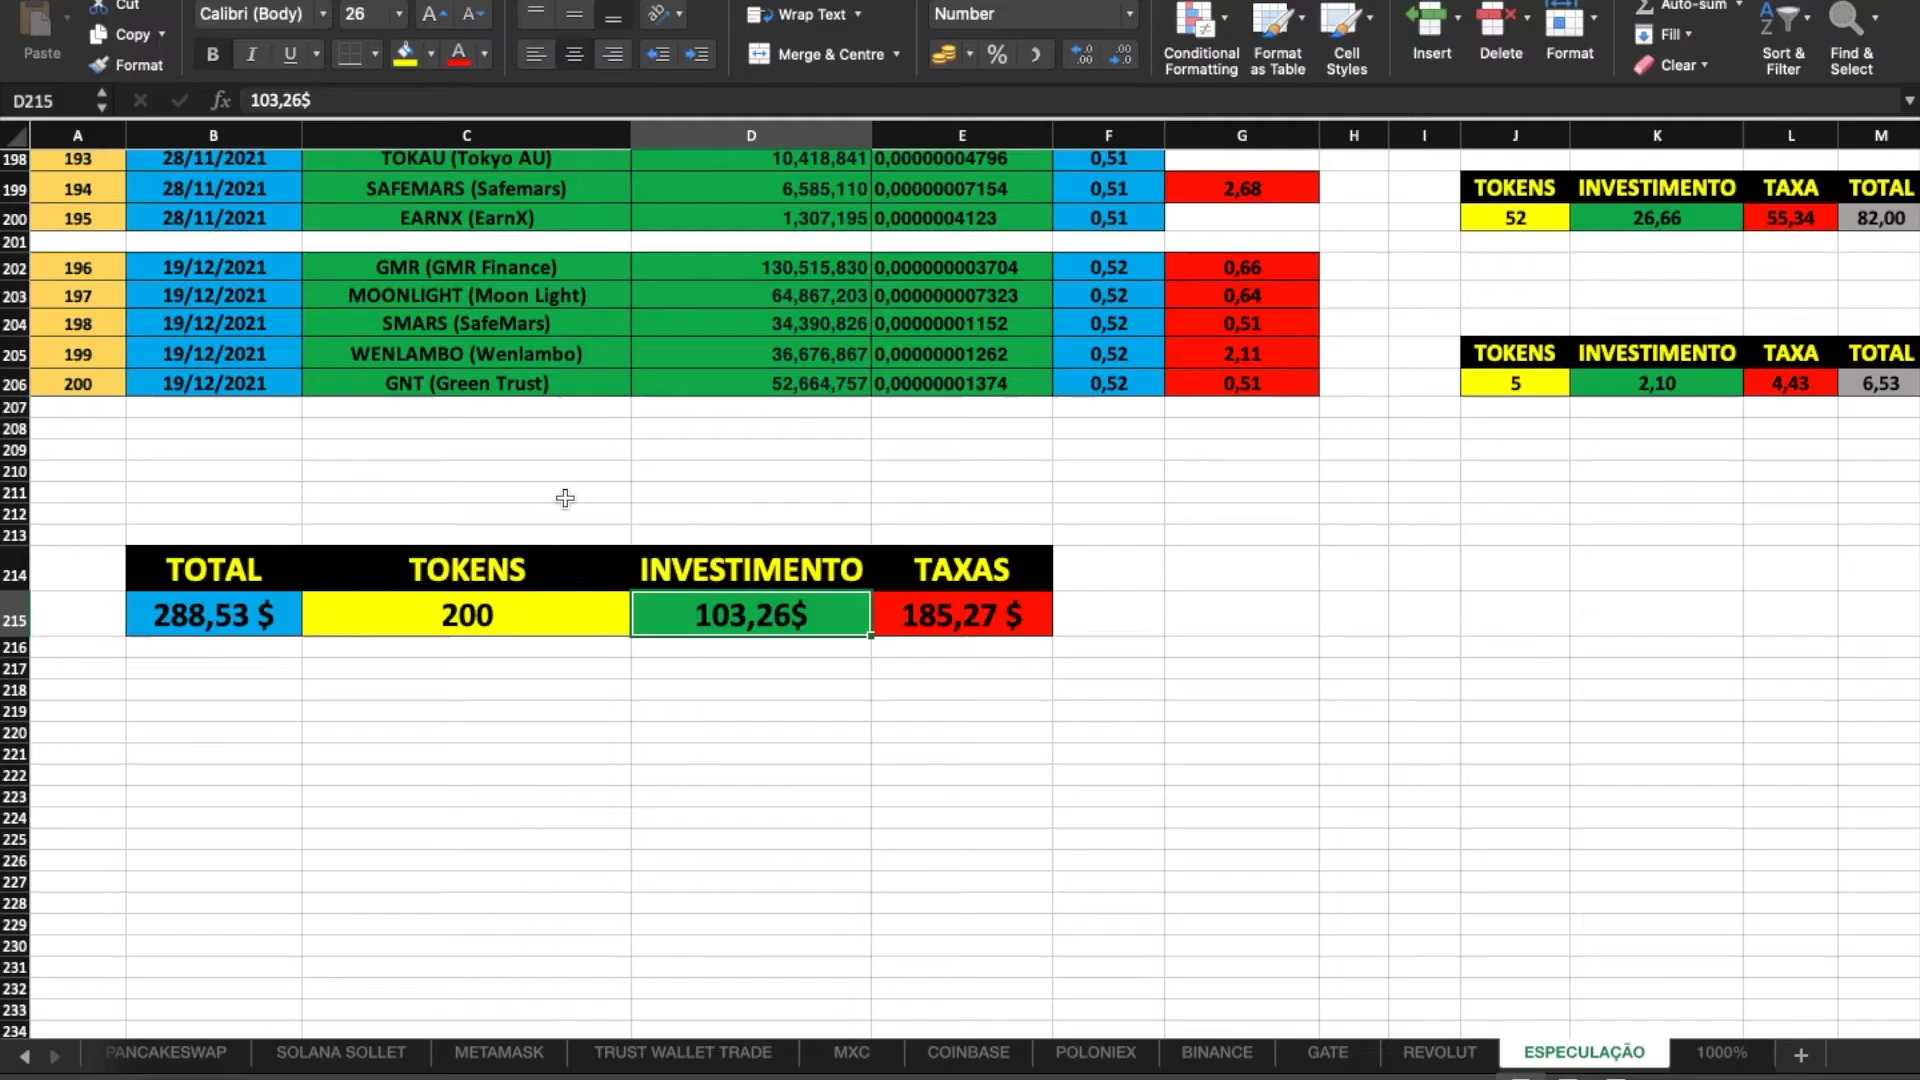 Cut
Calibri (Body) 26 A A Wrap Text Number Auto-sum
Paste Copy Fill
Format B I U A Merge & Centre % Conditional Formatting Format as Table Cell Styles Insert Delete Format Clear Sort & Filter Find & Select
D215 fx 103,26$
A B C D E F G H I J K L M
198 193 28/11/2021 TOKAU (Tokyo AU) 10,418,841 0,00000004796 0,51
199 194 28/11/2021 SAFEMARS (Safemars) 6,585,110 0,00000007154 0,51 2,68 TOKENS INVESTIMENTO TAXA TOTAL
200 195 28/11/2021 EARNX (EarnX) 1,307,195 0,0000004123 0,51 52 26,66 55,34 82,00
201
202 196 19/12/2021 GMR (GMR Finance) 130,515,830 0,000000003704 0,52 0,66
203 197 19/12/2021 MOONLIGHT (Moon Light) 64,867,203 0,000000007323 0,52 0,64
204 198 19/12/2021 SMARS (SafeMars) 34,390,826 0,00000001152 0,52 0,51
205 199 19/12/2021 WENLAMBO (Wenlambo) 36,676,867 0,00000001262 0,52 2,11 TOKENS INVESTIMENTO TAXA TOTAL
206 200 19/12/2021 GNT (Green Trust) 52,664,757 0,00000001374 0,52 0,51 5 2,10 4,43 6,53
207
208
209
210
211
212
213
214 TOTAL TOKENS INVESTIMENTO TAXAS
215 288,53 $ 200 103,26$ 185,27 $
216
217
218
219
220
221
222
223
224
225
226
227
228
229
230
231
232
233
234
PANCAKESWAP SOLANA SOLLET METAMASK TRUST WALLET TRADE MXC COINBASE POLONIEX BINANCE GATE REVOLUT ESPECULAÇÃO 1000% +